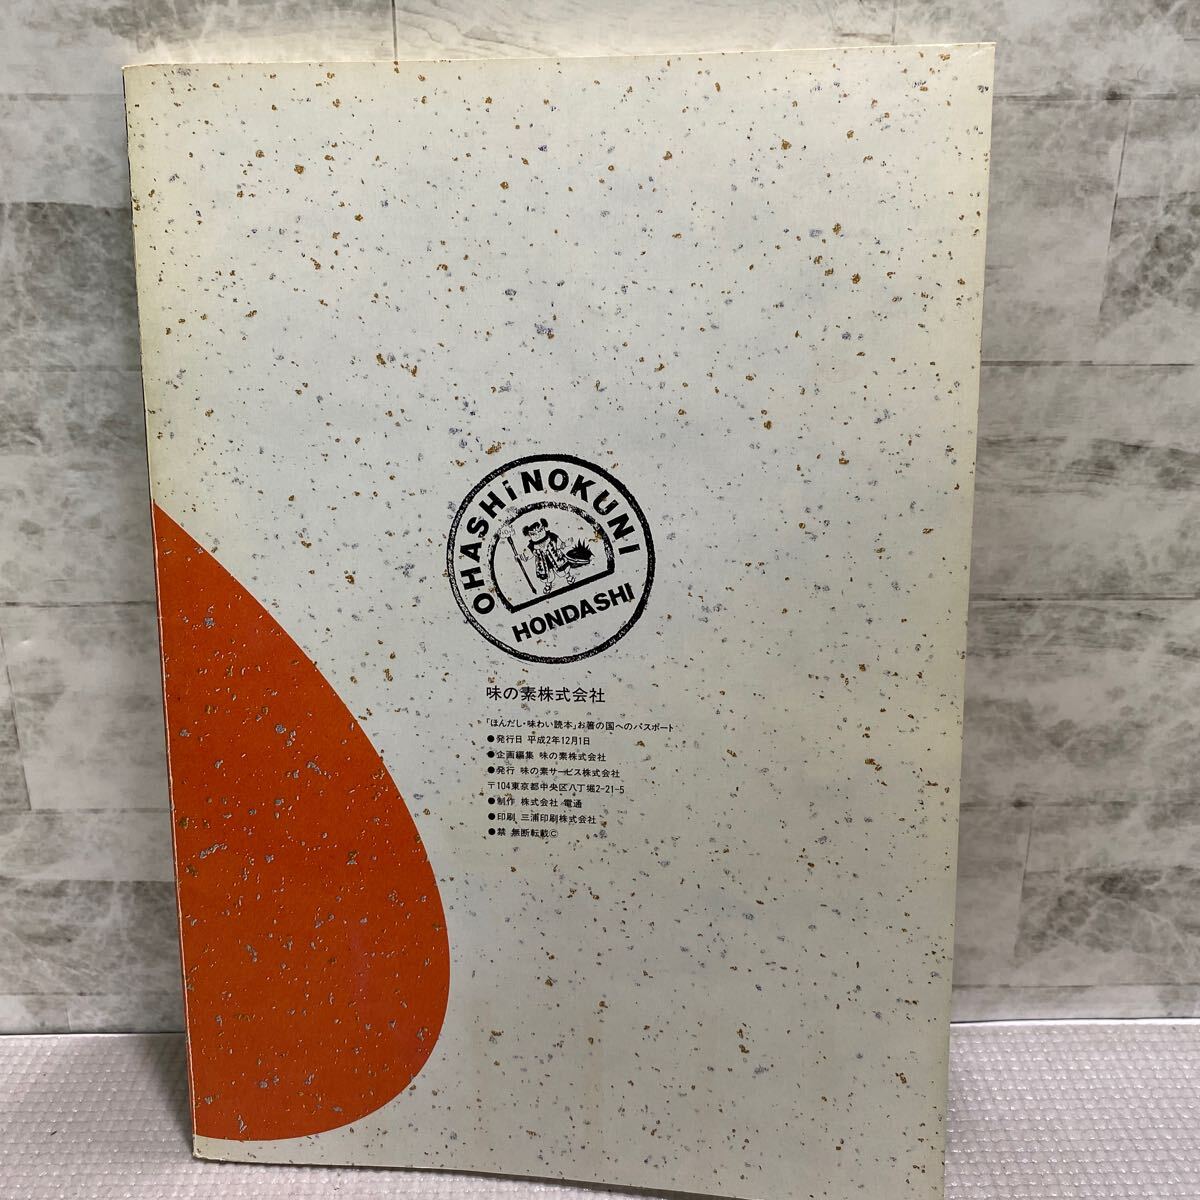 OHASHiNOKUNI
HONDASHI
味の素株式会社
「ほんだし・味わい読本」お箸の国へのパスポート
●発行日 平成2年12月1日
●企画編集 味の素株式会社
●発行 味の素サービス株式会社
〒104東京都中央区八丁堀2-21-5
●制作 株式会社 電通
●印刷 三浦印刷株式会社
●禁 無断転載©